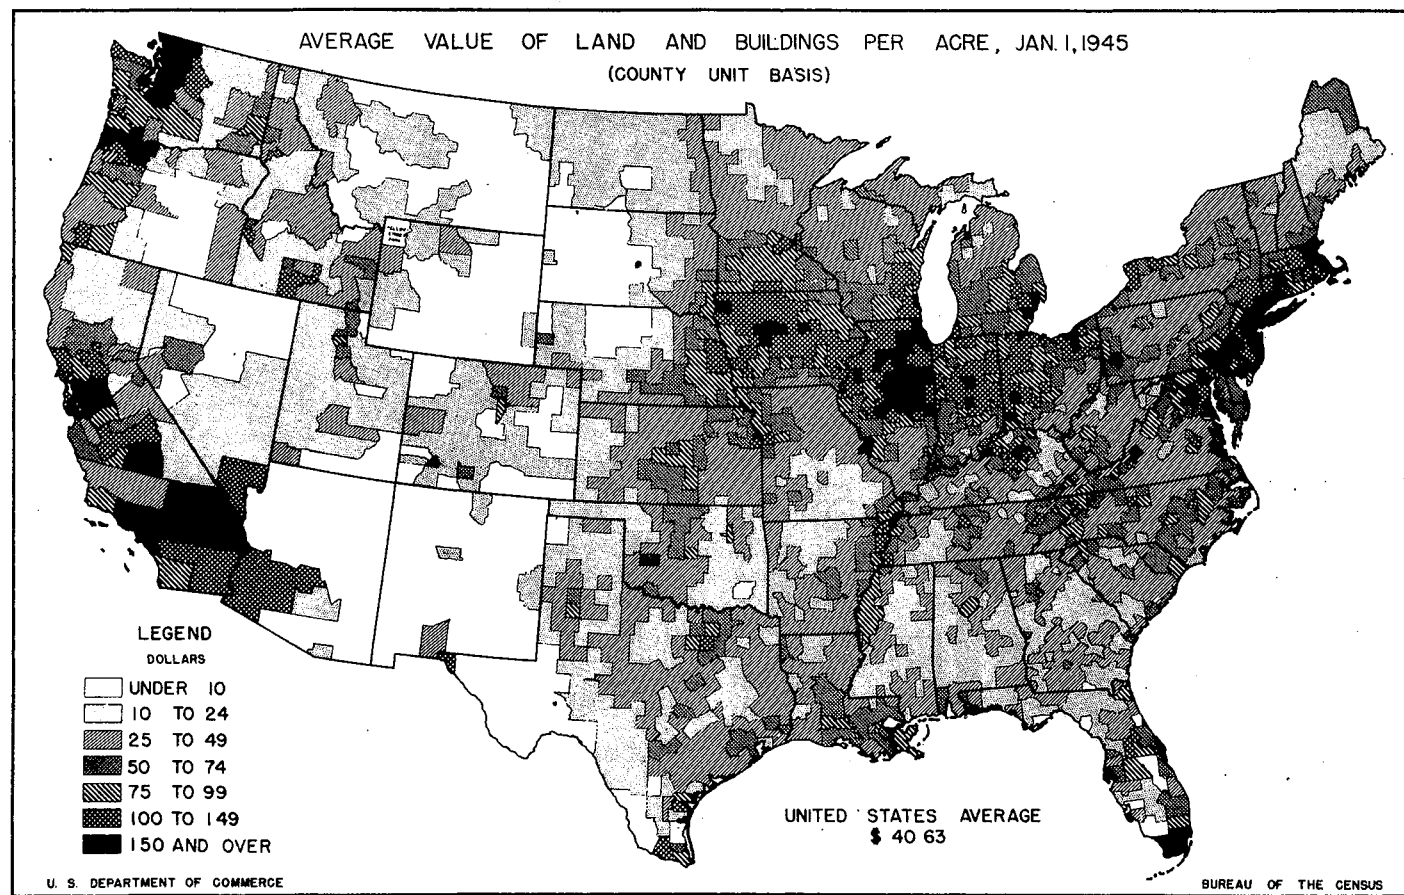 AVERAGE VALUE OF LAND AND BUILDINGS PER ACRE, JAN. 1, 1945
(COUNTY UNIT BASIS)
LEGEND
DOLLARS
UNDER 10
10 TO 24
25 TO 49
50 TO 74
75 TO 99
100 TO 149
150 AND OVER
UNITED STATES AVERAGE
$ 40 63
U. S. DEPARTMENT OF COMMERCE
BUREAU OF THE CENSUS